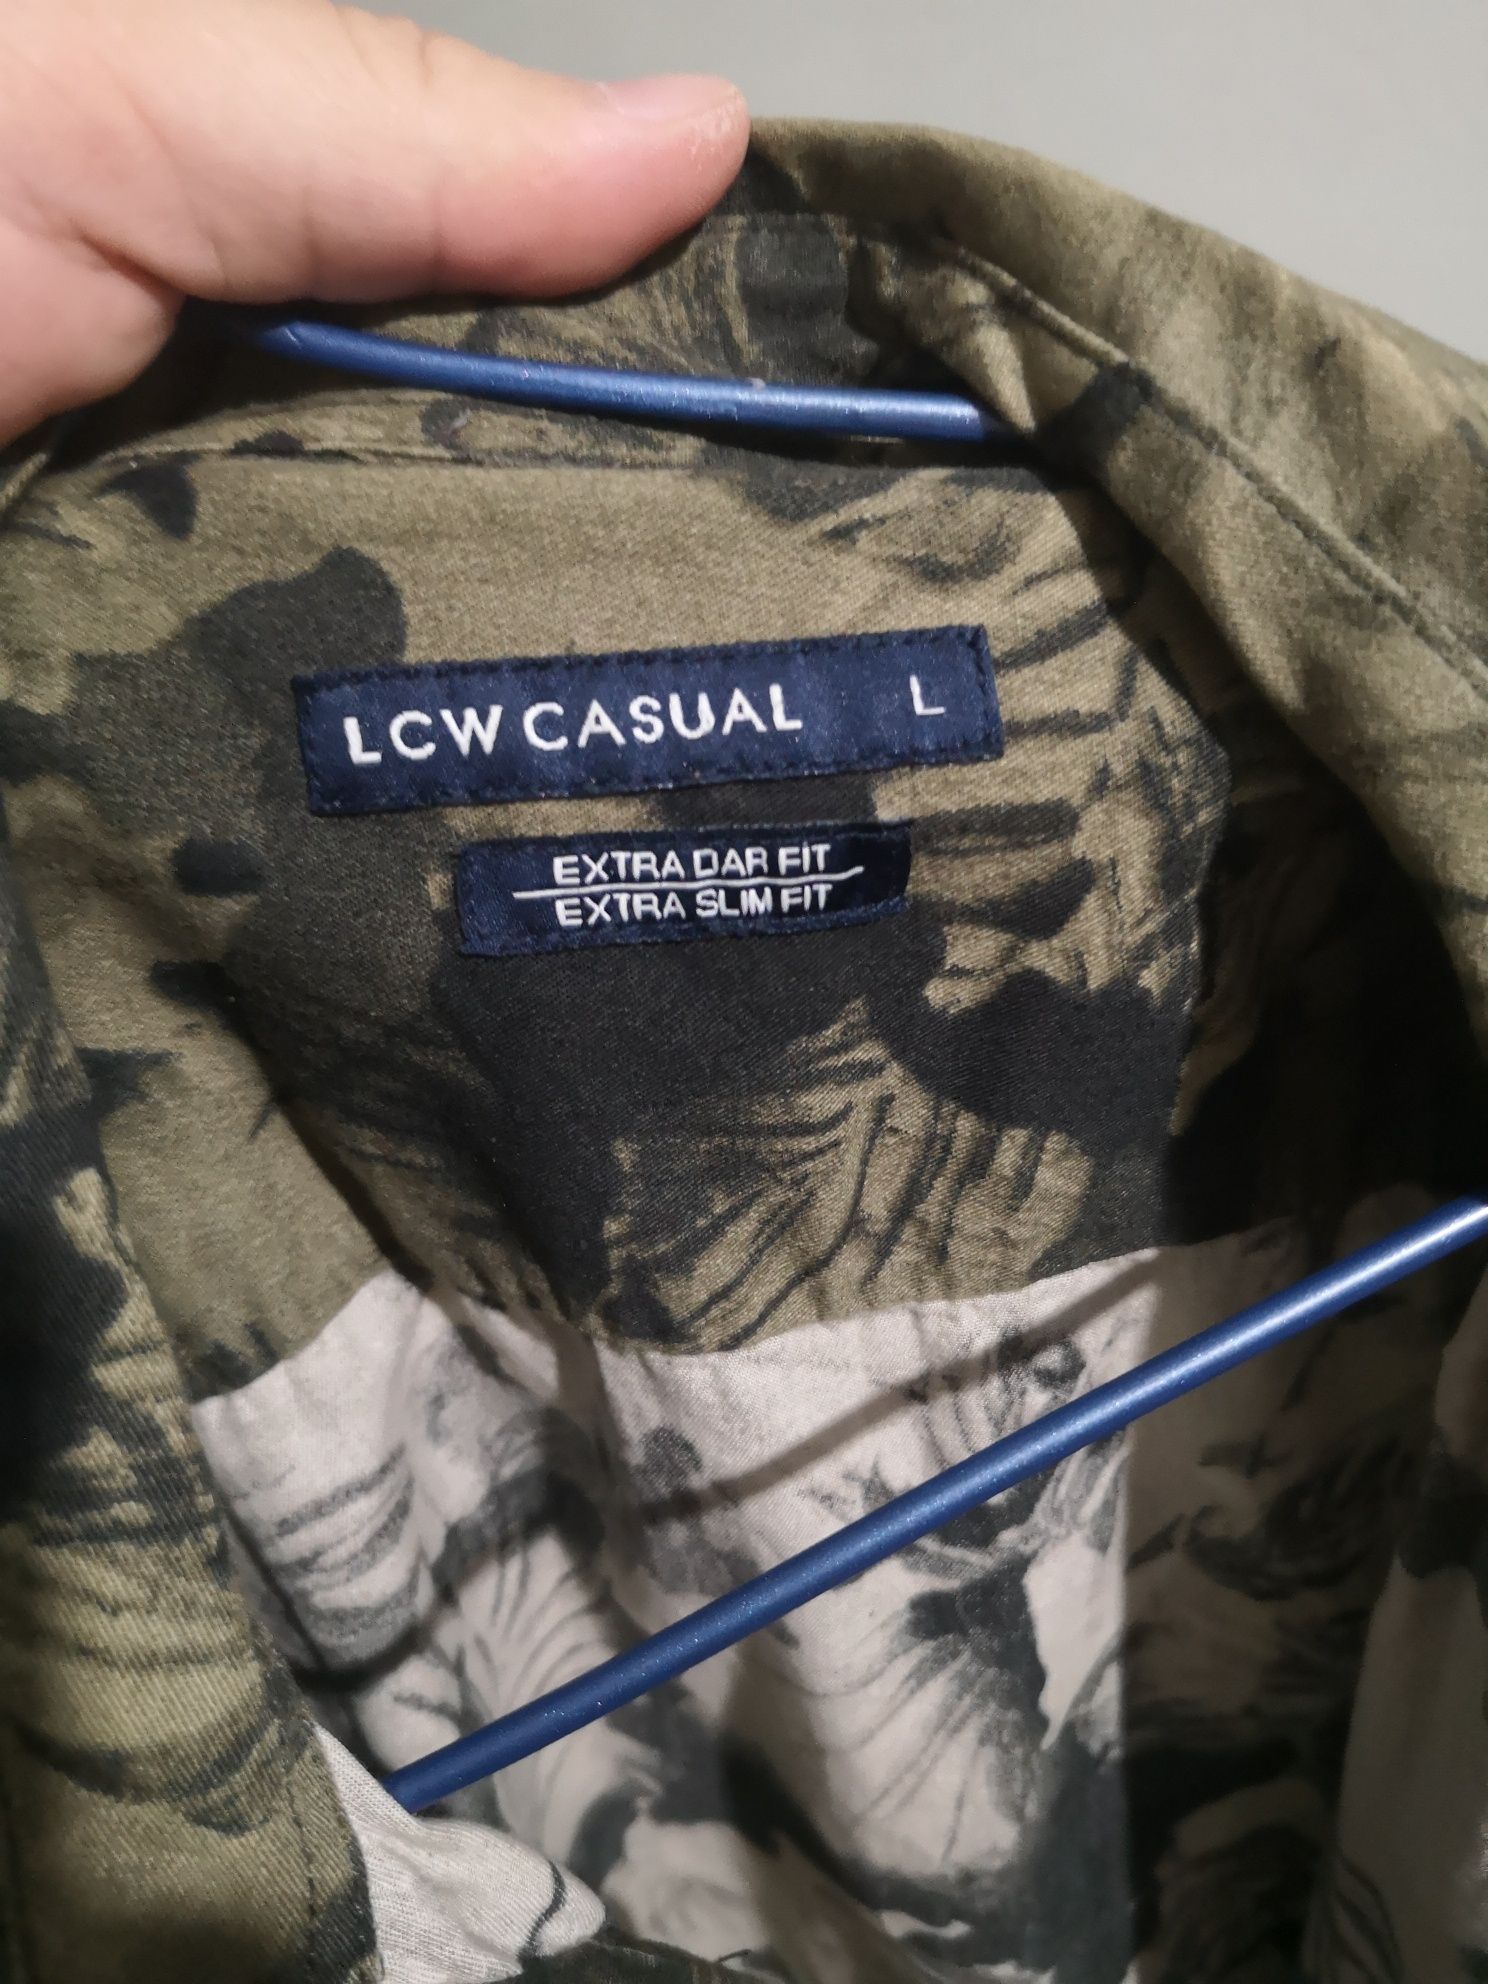 LCW CASUAL L
EXTRA DAR FIT
EXTRA SLIM FIT